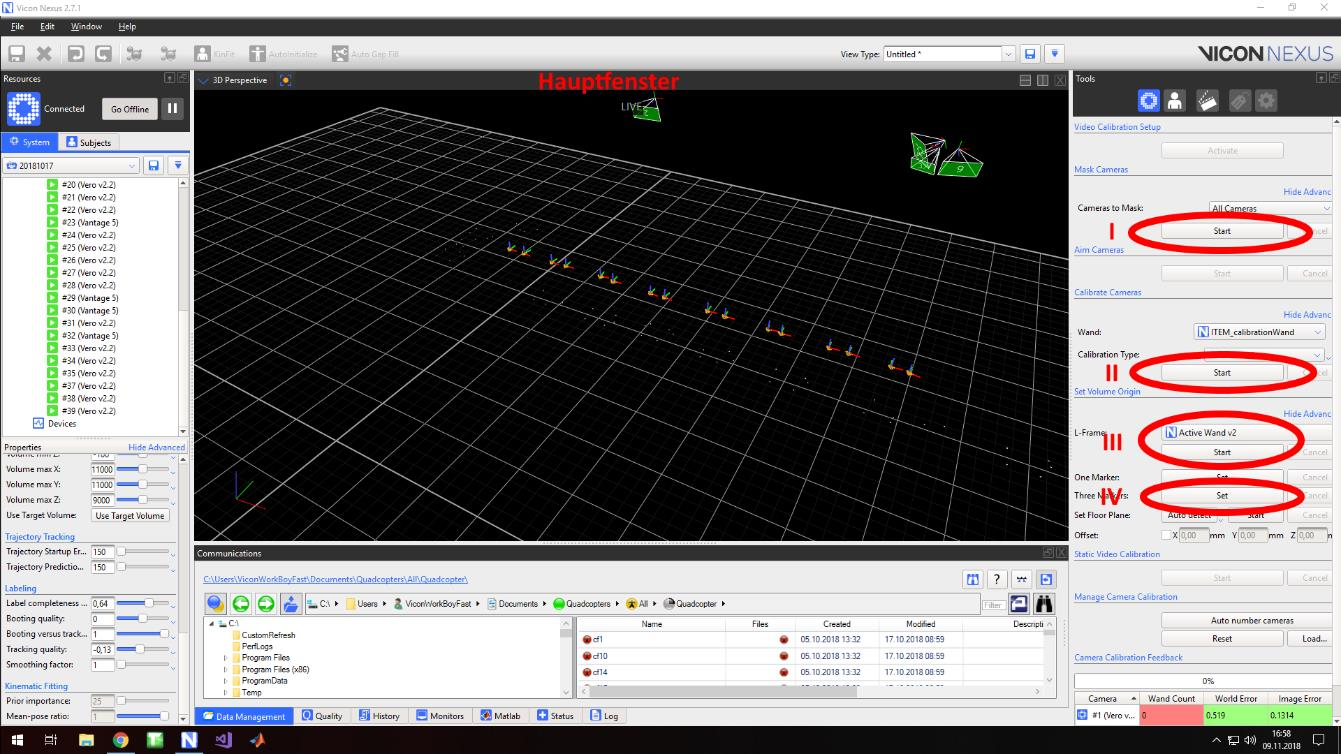 Vicon Nexus 2.7.1
File Edit Window Help
KinFit AutoInitialize Auto Gap Fill View Type: Untitled * VICON NEXUS
Resources
Connected Go Offline
System Subjects
20181017
#20 (Vero v2.2)
#21 (Vero v2.2)
#22 (Vero v2.2)
#23 (Vantage 5)
#24 (Vero v2.2)
#25 (Vero v2.2)
#26 (Vero v2.2)
#27 (Vero v2.2)
#28 (Vero v2.2)
#29 (Vantage 5)
#30 (Vero v2.2)
#31 (Vero v2.2)
#32 (Vantage 5)
#33 (Vero v2.2)
#34 (Vero v2.2)
#35 (Vero v2.2)
#37 (Vero v2.2)
#38 (Vero v2.2)
#39 (Vero v2.2)
Devices
Properties Hide Advanced
Volume min Z: -100
Volume max X: 11000
Volume max Y: 11000
Volume max Z: 9000
Use Target Volume: Use Target Volume
Trajectory Tracking
Trajectory Startup Er... 150
Trajectory Predictio... 150
Labeling
Label completeness ... 0,64
Booting quality: 0
Booting versus track... 1
Tracking quality: -0,13
Smoothing factor: 1
Kinematic Fitting
Prior importance: 25
Mean-pose ratio: 1
3D Perspective
Hauptfenster
LIVE
6
Communications
C:\Users\ViconWorkBoyFast\Documents\Quadcopters\All\Quadcopter\
C:\ Users ViconWorkBoyFast Documents Quadcopters All Quadcopter Filter
C:\
CustomRefresh
PerfLogs
Program Files
Program Files (x86)
ProgramData
Temp
Name Files Created Modified Descripti
cf1 05.10.2018 13:32 17.10.2018 08:59
cf10 05.10.2018 13:32 17.10.2018 08:59
cf14 05.10.2018 13:32 17.10.2018 08:59
Data Management Quality History Monitors Matlab Status Log
Tools
Video Calibration Setup
Activate
Mask Cameras
Hide Advanc
Cameras to Mask: All Cameras
I Start Cancel
Aim Cameras
Start Cancel
Calibrate Cameras
Hide Advanc
Wand: ITEM_calibrationWand
Calibration Type:
II Start Cancel
Set Volume Origin
Hide Advanc
L-Frame: Active Wand v2
III Start Cancel
One Marker: Set Cancel
IV Three Markers: Set Cancel
Set Floor Plane: Auto detect Start Cancel
Offset: X 0,00 mm Y 0,00 mm Z 0,00 m
Static Video Calibration
Start Cancel
Manage Camera Calibration
Auto number cameras
Reset Load...
Camera Calibration Feedback
0%
Camera Wand Count World Error Image Error
#1 (Vero v... 0 0.519 0.1314
16:58
09.11.2018